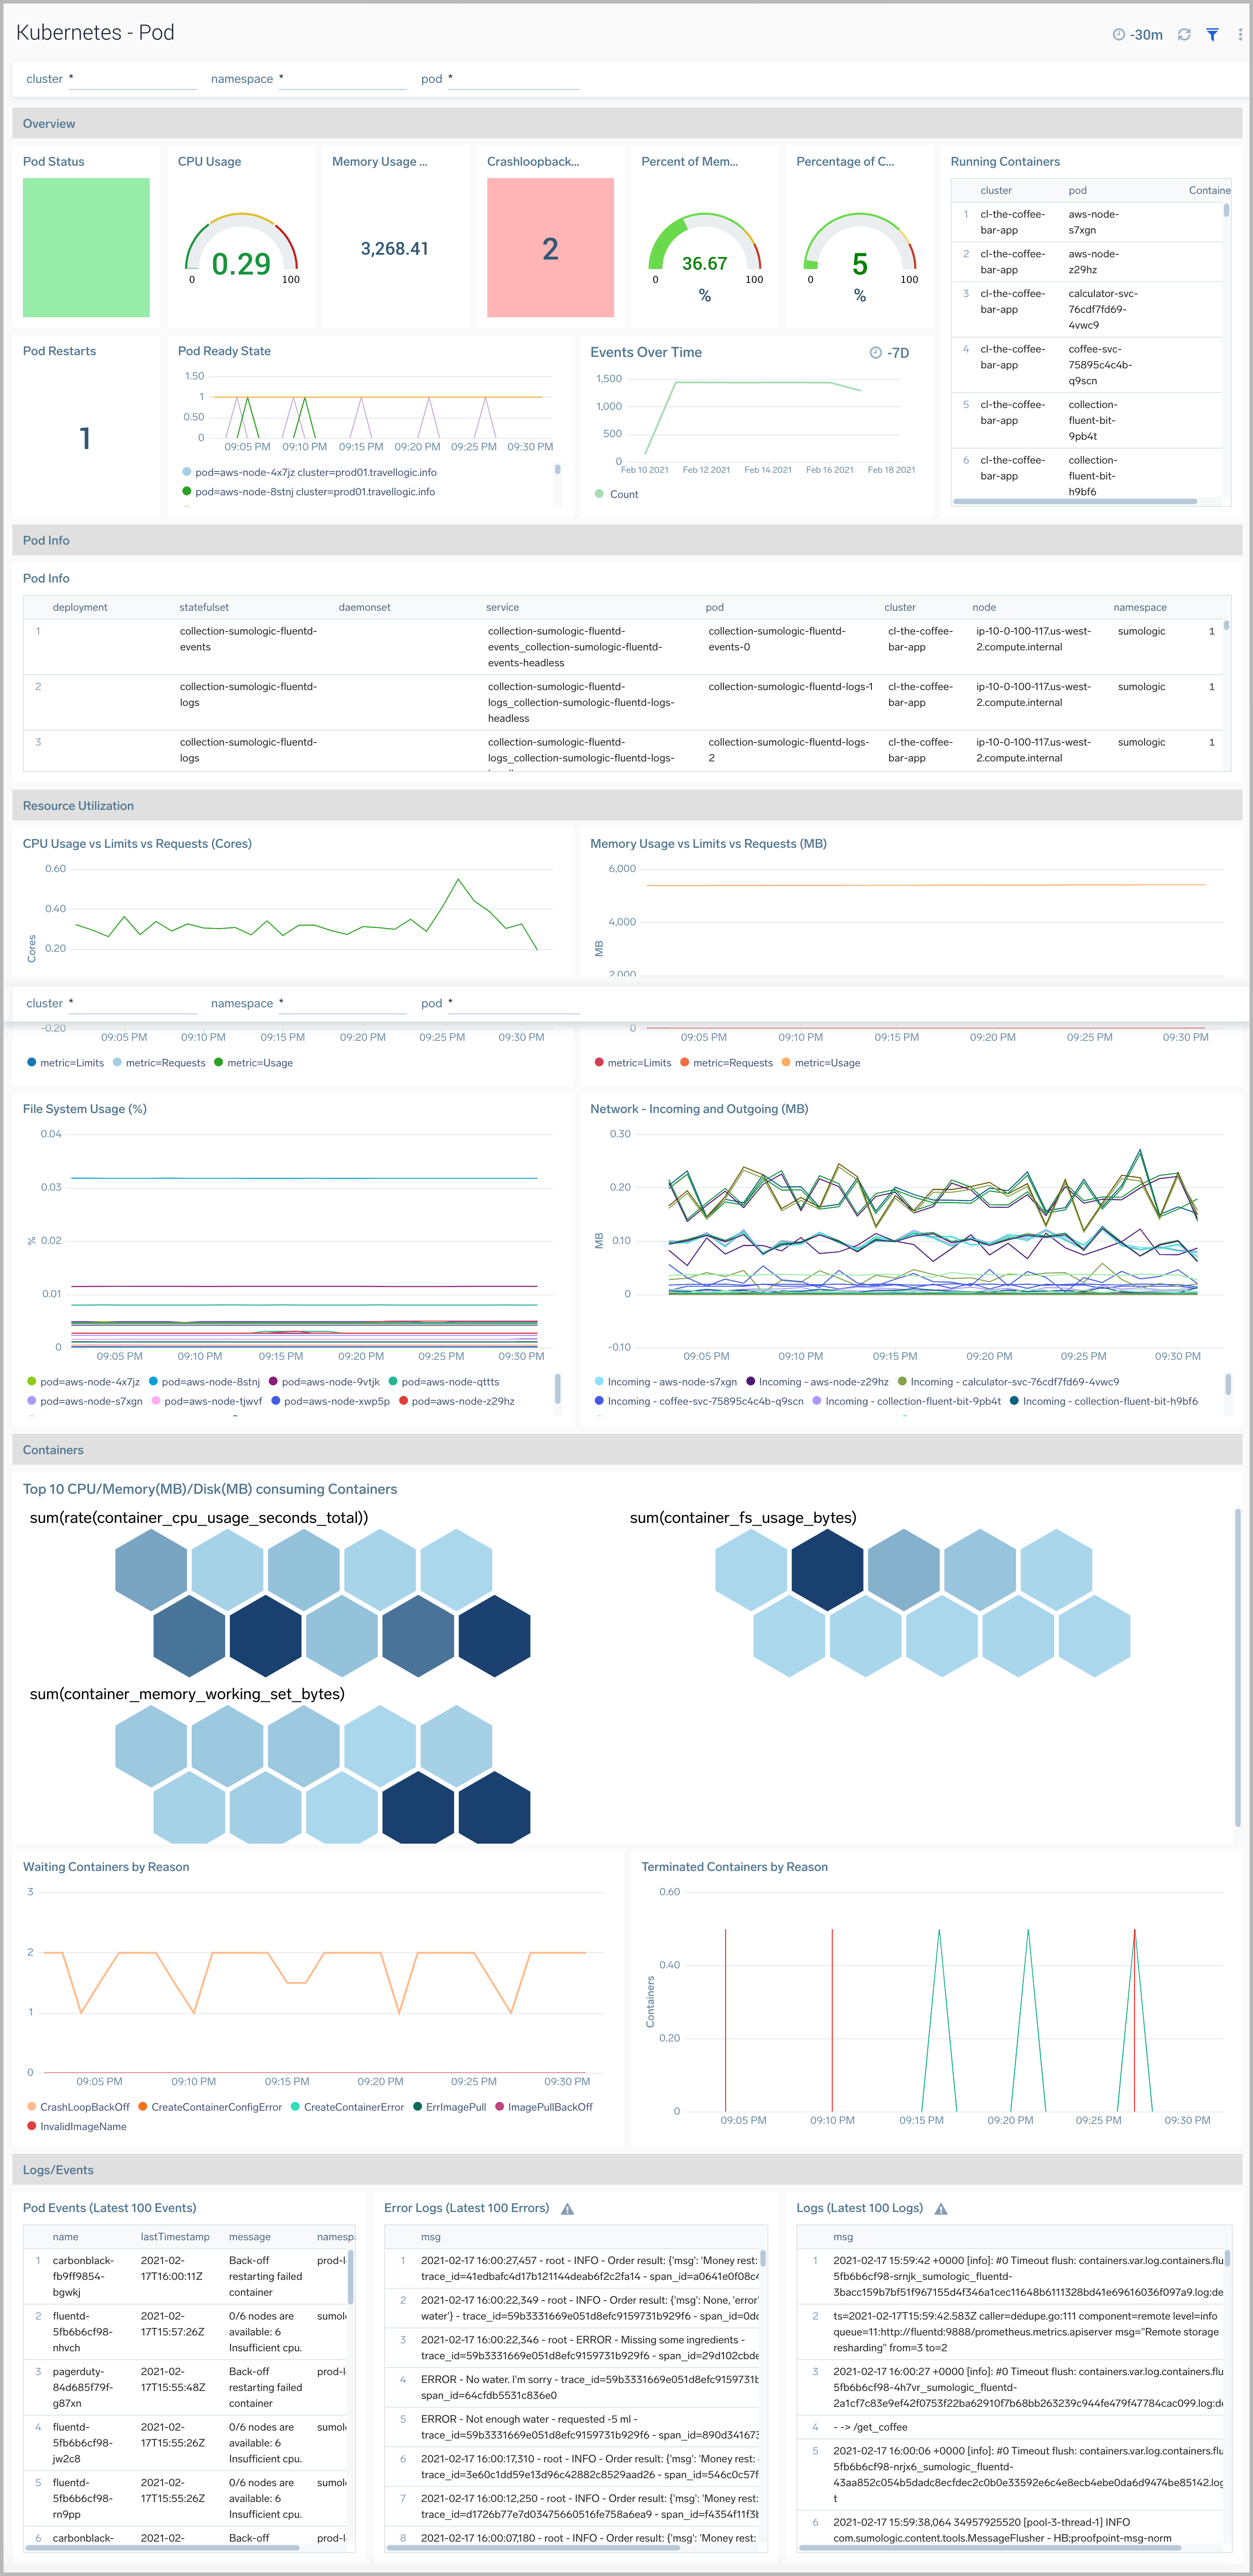 Kubernetes - Pod
-30m
cluster *
namespace *
pod *
Overview
Pod Status
CPU Usage
0.29
0
100
Memory Usage ...
3,268.41
Crashloopback...
2
Percent of Mem...
36.67
0
100
%
Percentage of C...
5
0
100
%
Running Containers
cluster pod Containe
1 cl-the-coffee- aws-node-
bar-app s7xgn
2 cl-the-coffee- aws-node-
bar-app z29hz
3 cl-the-coffee- calculator-svc-
bar-app 76cdf7fd69-
4vwc9
4 cl-the-coffee- coffee-svc-
bar-app 75895c4c4b-
q9scn
5 cl-the-coffee- collection-
bar-app fluent-bit-
9pb4t
6 cl-the-coffee- collection-
bar-app fluent-bit-
h9bf6
Pod Restarts
1
Pod Ready State
1.50
1
0.50
0
09:05 PM 09:10 PM 09:15 PM 09:20 PM 09:25 PM 09:30 PM
pod=aws-node-4x7jz cluster=prod01.travellogic.info
pod=aws-node-8stnj cluster=prod01.travellogic.info
Events Over Time
-7D
1,500
1,000
500
0
Feb 10 2021 Feb 12 2021 Feb 14 2021 Feb 16 2021 Feb 18 2021
Count
Pod Info
Pod Info
deployment statefulset daemonset service pod cluster node namespace
1 collection-sumologic-fluentd- collection-sumologic-fluentd- collection-sumologic-fluentd- cl-the-coffee- ip-10-0-100-117.us-west- sumologic 1
events events_collection-sumologic-fluentd- events-0 bar-app 2.compute.internal
events-headless
2 collection-sumologic-fluentd- collection-sumologic-fluentd- collection-sumologic-fluentd-logs-1 cl-the-coffee- ip-10-0-100-117.us-west- sumologic 1
logs logs_collection-sumologic-fluentd-logs- bar-app 2.compute.internal
headless
3 collection-sumologic-fluentd- collection-sumologic-fluentd- collection-sumologic-fluentd-logs- cl-the-coffee- ip-10-0-100-117.us-west- sumologic 1
logs logs_collection-sumologic-fluentd-logs- 2 bar-app 2.compute.internal
Resource Utilization
CPU Usage vs Limits vs Requests (Cores)
0.60
0.40
0.20
Cores
Memory Usage vs Limits vs Requests (MB)
6,000
4,000
2,000
MB
cluster *
namespace *
pod *
-0.20
09:05 PM 09:10 PM 09:15 PM 09:20 PM 09:25 PM 09:30 PM
metric=Limits metric=Requests metric=Usage
0
09:05 PM 09:10 PM 09:15 PM 09:20 PM 09:25 PM 09:30 PM
metric=Limits metric=Requests metric=Usage
File System Usage (%)
0.04
0.03
0.02
0.01
0
%
09:05 PM 09:10 PM 09:15 PM 09:20 PM 09:25 PM 09:30 PM
pod=aws-node-4x7jz pod=aws-node-8stnj pod=aws-node-9vtjk pod=aws-node-qttts
pod=aws-node-s7xgn pod=aws-node-tjwvf pod=aws-node-xwp5p pod=aws-node-z29hz
Network - Incoming and Outgoing (MB)
0.30
0.20
0.10
0
-0.10
MB
09:05 PM 09:10 PM 09:15 PM 09:20 PM 09:25 PM 09:30 PM
Incoming - aws-node-s7xgn Incoming - aws-node-z29hz Incoming - calculator-svc-76cdf7fd69-4vwc9
Incoming - coffee-svc-75895c4c4b-q9scn Incoming - collection-fluent-bit-9pb4t Incoming - collection-fluent-bit-h9bf6
Containers
Top 10 CPU/Memory(MB)/Disk(MB) consuming Containers
sum(rate(container_cpu_usage_seconds_total))
sum(container_fs_usage_bytes)
sum(container_memory_working_set_bytes)
Waiting Containers by Reason
3
2
1
0
09:05 PM 09:10 PM 09:15 PM 09:20 PM 09:25 PM 09:30 PM
CrashLoopBackOff CreateContainerConfigError CreateContainerError ErrImagePull ImagePullBackOff
InvalidImageName
Terminated Containers by Reason
0.60
0.40
0.20
0
Containers
09:05 PM 09:10 PM 09:15 PM 09:20 PM 09:25 PM 09:30 PM
Logs/Events
Pod Events (Latest 100 Events)
name lastTimestamp message namespa
1 carbonblack- 2021-02- Back-off prod-l
fb9ff9854- 17T16:00:11Z restarting failed
bgwkj container
2 fluentd- 2021-02- 0/6 nodes are sumol
5fb6b6cf98- 17T15:57:26Z available: 6
nhvch Insufficient cpu.
3 pagerduty- 2021-02- Back-off prod-l
84d685f79f- 17T15:55:48Z restarting failed
g87xn container
4 fluentd- 2021-02- 0/6 nodes are sumol
5fb6b6cf98- 17T15:55:26Z available: 6
jw2c8 Insufficient cpu.
5 fluentd- 2021-02- 0/6 nodes are sumol
5fb6b6cf98- 17T15:55:26Z available: 6
rn9pp Insufficient cpu.
6 carbonblack- 2021-02- Back-off prod-l
Error Logs (Latest 100 Errors)
msg
1 2021-02-17 16:00:27,457 - root - INFO - Order result: {'msg': 'Money rest:
trace_id=41edbafc4d17b121144deab6f2c2fa14 - span_id=a0641e0f08c4
2 2021-02-17 16:00:22,349 - root - INFO - Order result: {'msg': None, 'error'
water'} - trace_id=59b3331669e051d8efc9159731b929f6 - span_id=0dc
3 2021-02-17 16:00:22,346 - root - ERROR - Missing some ingredients -
trace_id=59b3331669e051d8efc9159731b929f6 - span_id=29d102cbde
4 ERROR - No water. I'm sorry - trace_id=59b3331669e051d8efc9159731b
span_id=64cfdb5531c836e0
5 ERROR - Not enough water - requested -5 ml -
trace_id=59b3331669e051d8efc9159731b929f6 - span_id=890d341673
6 2021-02-17 16:00:17,310 - root - INFO - Order result: {'msg': 'Money rest:
trace_id=3e60c1dd59e13d96c42882c8529aad26 - span_id=546c0c57f
7 2021-02-17 16:00:12,250 - root - INFO - Order result: {'msg': 'Money rest:
trace_id=d1726b77e7d03475660516fe758a6ea9 - span_id=f4354f11f3b
8 2021-02-17 16:00:07,180 - root - INFO - Order result: {'msg': 'Money rest:
Logs (Latest 100 Logs)
msg
1 2021-02-17 15:59:42 +0000 [info]: #0 Timeout flush: containers.var.log.containers.flu
5fb6b6cf98-srnjk_sumologic_fluentd-
3bacc159b7bf51f967155d4f346a1cec11648b6111328bd41e69616036f097a9.log:de
2 ts=2021-02-17T15:59:42.583Z caller=dedupe.go:111 component=remote level=info
queue=11:http://fluentd:9888/prometheus.metrics.apiserver msg="Remote storage
resharding" from=3 to=2
3 2021-02-17 16:00:27 +0000 [info]: #0 Timeout flush: containers.var.log.containers.flu
5fb6b6cf98-4h7vr_sumologic_fluentd-
2a1cf7c83e9ef42f0753f22ba62910f7b68bb263239c944fe479f47784cac099.log:de
4 - -> /get_coffee
5 2021-02-17 16:00:06 +0000 [info]: #0 Timeout flush: containers.var.log.containers.flu
5fb6b6cf98-nrjx6_sumologic_fluentd-
43aa852c054b5dadc8ecfdec2c0b0e33592e6c4e8ecb4ebe0da6d9474be85142.log
t
6 2021-02-17 15:59:38,064 34957925520 [pool-3-thread-1] INFO
com.sumologic.content.tools.MessageFlusher - HB:proofpoint-msg-norm